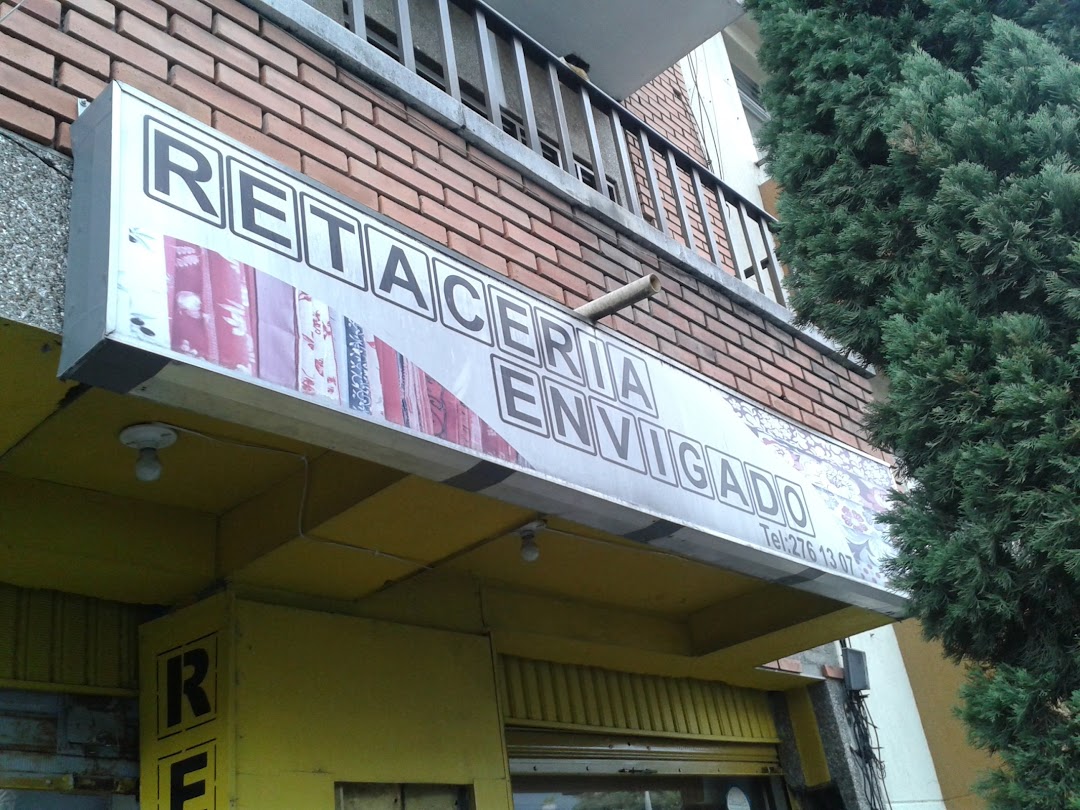 RETACERIA
ENVIGADO
Tel:276 13 07
R
E